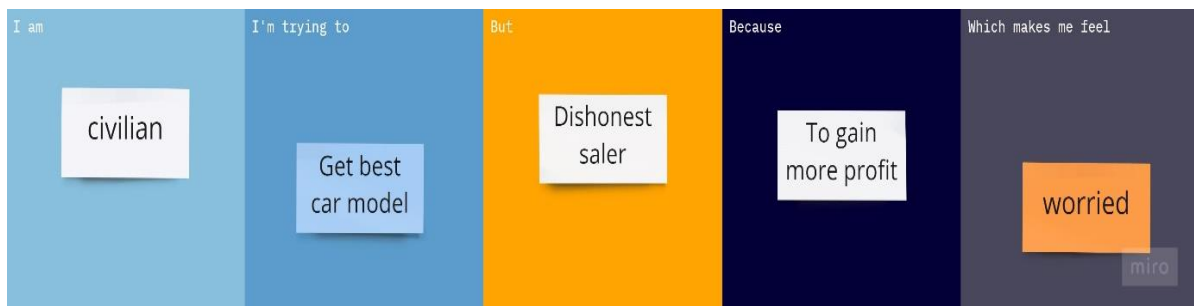 I am
civilian
I'm trying to
Get best
car model
But
Dishonest
saler
Because
To gain
more profit
Which makes me feel
worried
miro